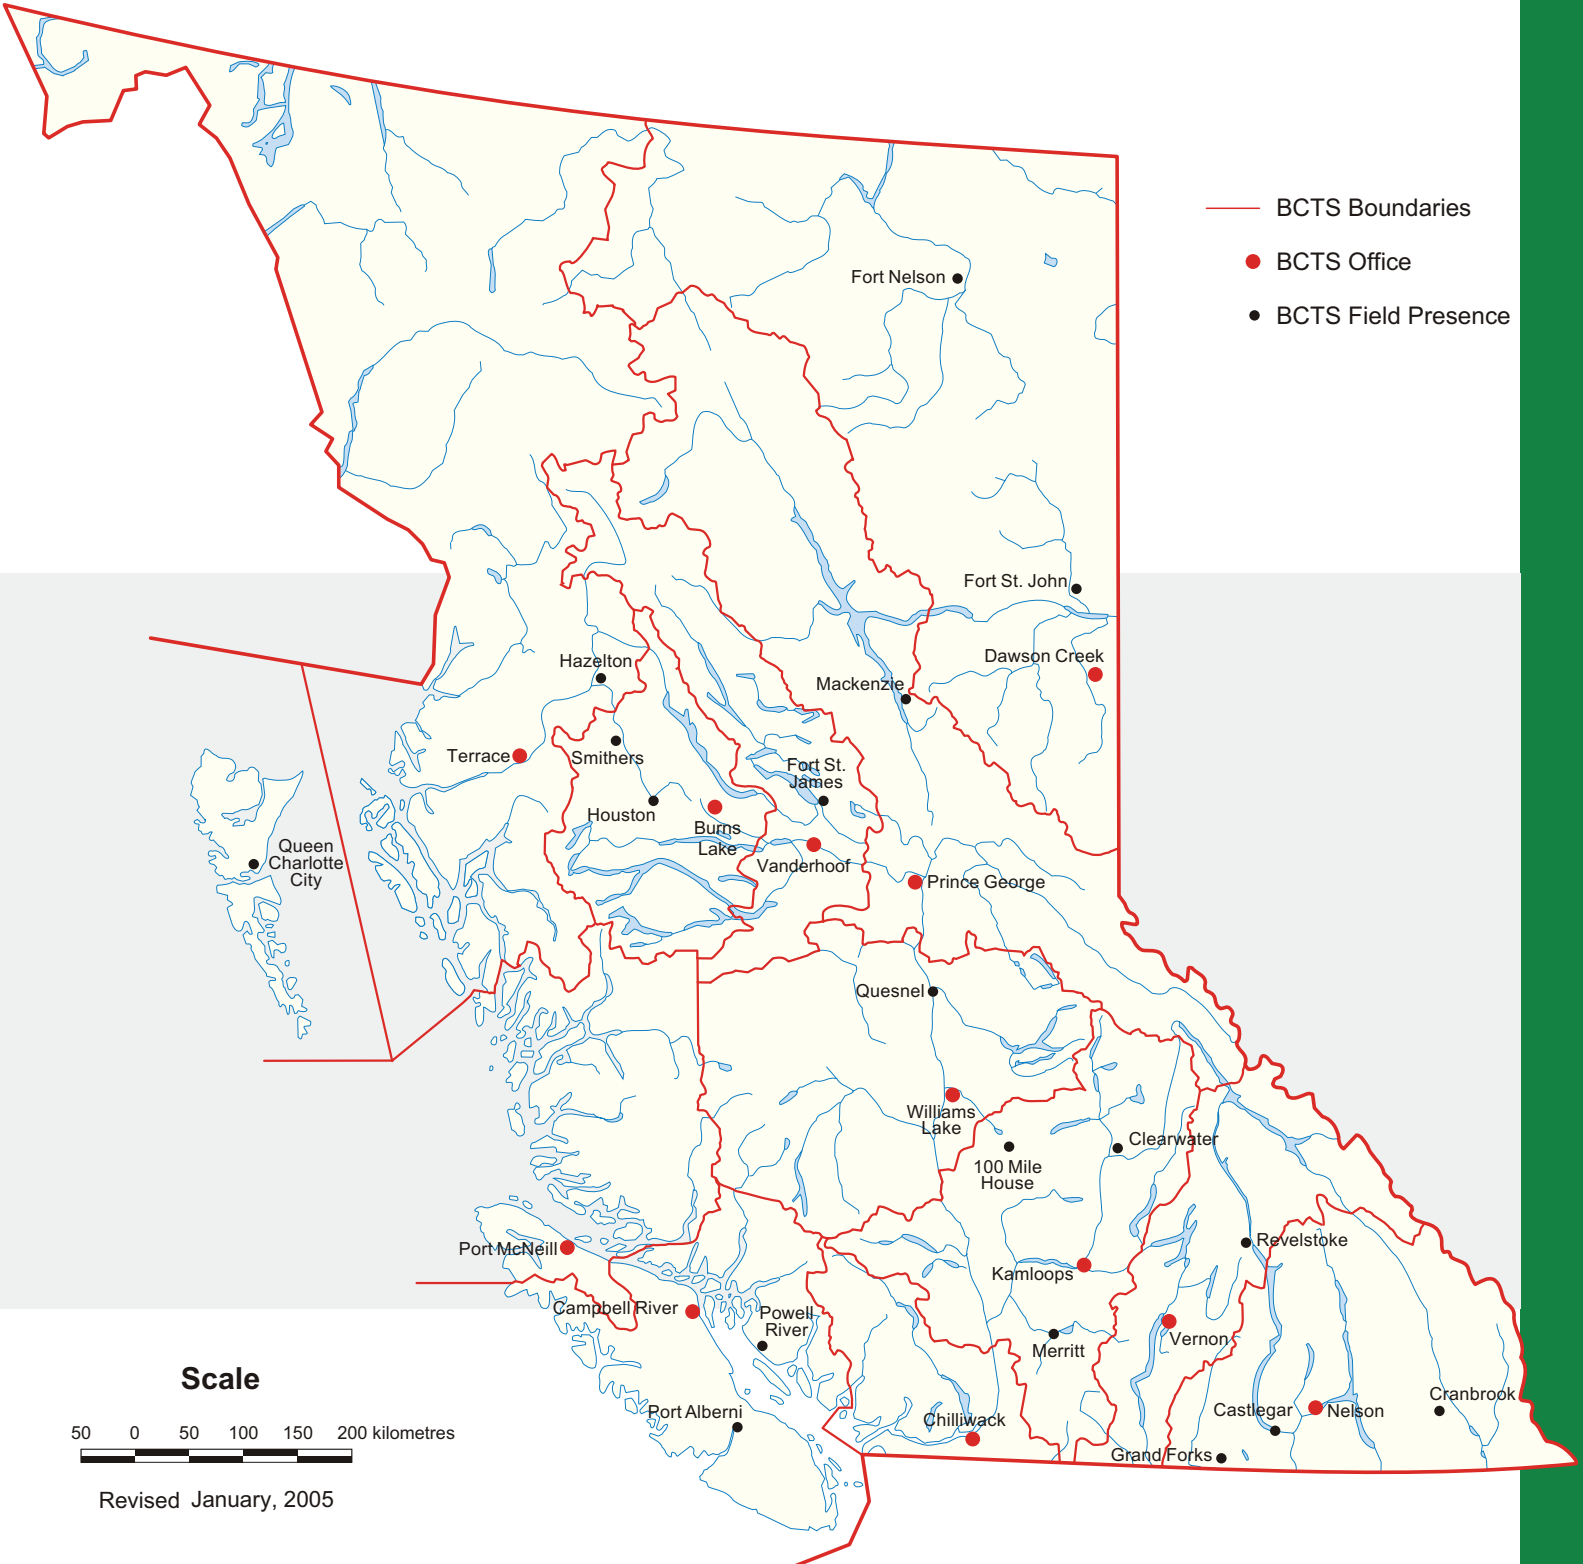 BCTS Boundaries
BCTS Office
BCTS Field Presence
Fort Nelson
Fort St. John
Dawson Creek
Hazelton
Mackenzie
Terrace
Smithers
Fort St.
James
Houston
Burns
Lake
Vanderhoof
Queen
Charlotte
City
Prince George
Quesnel
Williams
Lake
Clearwater
100 Mile
House
Port McNeill
Revelstoke
Kamloops
Campbell River
Powell
River
Vernon
Merritt
Scale
Cranbrook
Port Alberni
Chilliwack
Castlegar
Nelson
50 0 50 100 150 200 kilometres
Grand Forks
Revised January, 2005